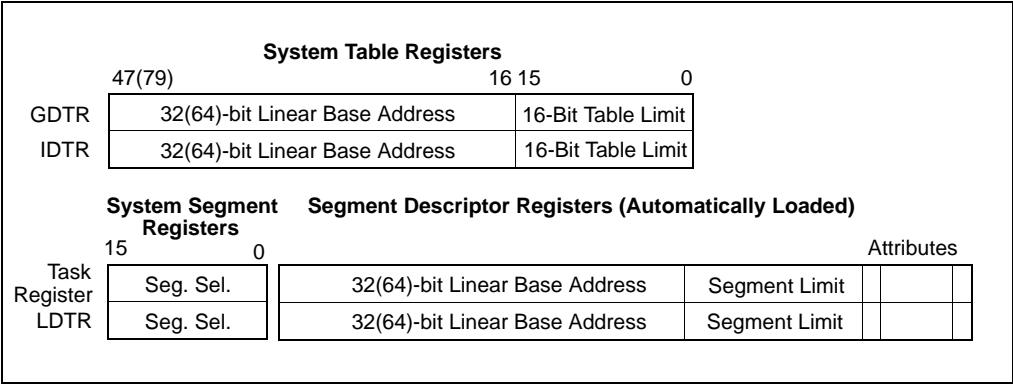 System Table Registers
47(79) 16 15 0
GDTR 32(64)-bit Linear Base Address 16-Bit Table Limit
IDTR 32(64)-bit Linear Base Address 16-Bit Table Limit
System Segment Segment Descriptor Registers (Automatically Loaded)
Registers
15 0 Attributes
Task
Register Seg. Sel. 32(64)-bit Linear Base Address Segment Limit
LDTR Seg. Sel. 32(64)-bit Linear Base Address Segment Limit